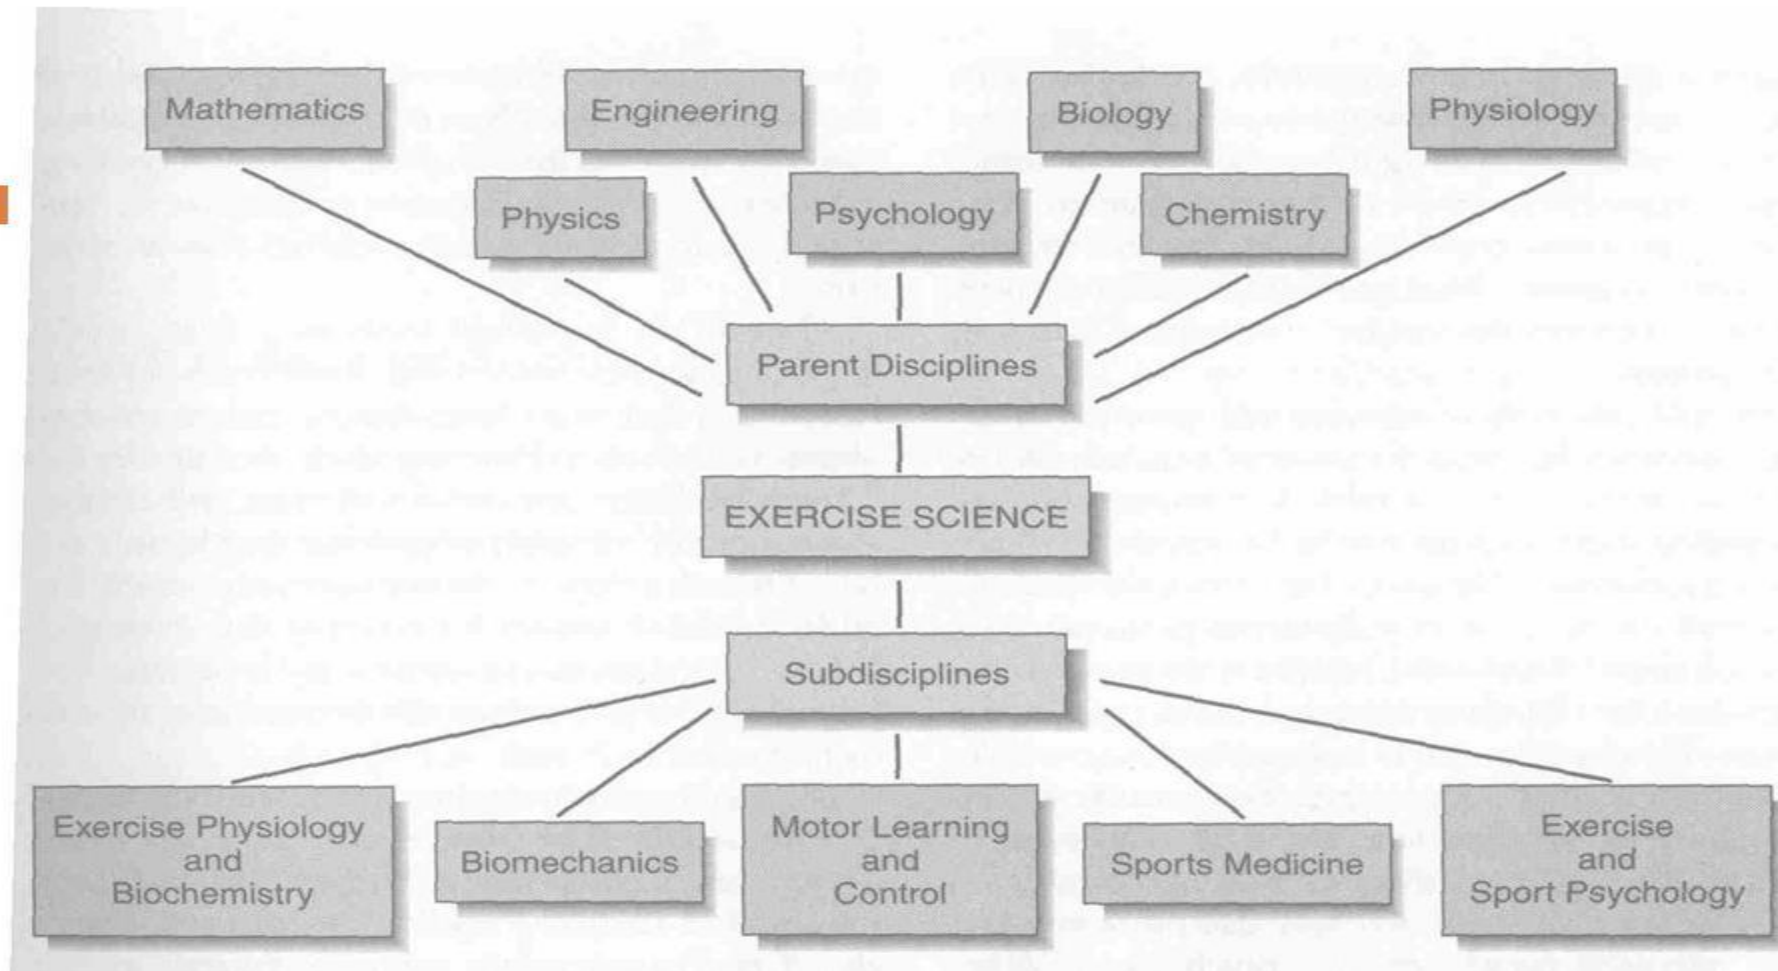 Mathematics
Engineering
Biology
Physiology
Physics
Psychology
Chemistry
Parent Disciplines
EXERCISE SCIENCE
Subdisciplines
Exercise Physiology
and
Biochemistry
Biomechanics
Motor Learning
and
Control
Sports Medicine
Exercise
and
Sport Psychology